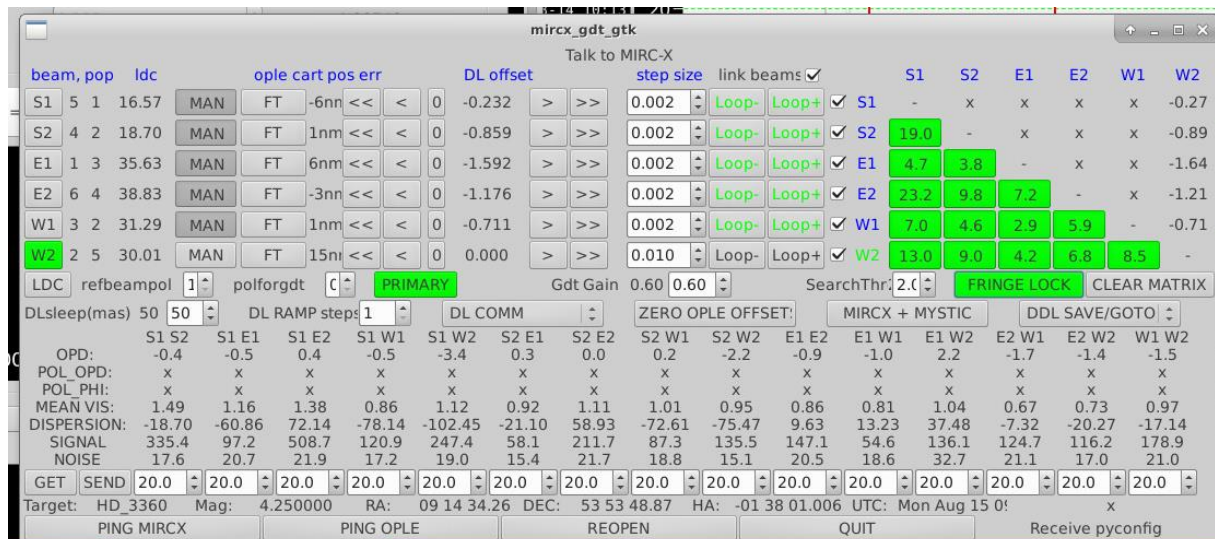 8-14 10:13] 20
mircx_gdt_gtk
Talk to MIRC-X
beam, pop ldc ople cart pos err DL offset step size link beams S1 S2 E1 E2 W1 W2
S1 5 1 16.57 MAN FT -6nm << < 0 -0.232 > >> 0.002 Loop- Loop+ S1 - x x x x -0.27
S2 4 2 18.70 MAN FT 1nm << < 0 -0.859 > >> 0.002 Loop- Loop+ S2 19.0 - x x x -0.89
E1 1 3 35.63 MAN FT 6nm << < 0 -1.592 > >> 0.002 Loop- Loop+ E1 4.7 3.8 - x x -1.64
E2 6 4 38.83 MAN FT -3nm << < 0 -1.176 > >> 0.002 Loop- Loop+ E2 23.2 9.8 7.2 - x -1.21
W1 3 2 31.29 MAN FT 1nm << < 0 -0.711 > >> 0.002 Loop- Loop+ W1 7.0 4.6 2.9 5.9 - -0.71
W2 2 5 30.01 MAN FT 15n << < 0 0.000 > >> 0.010 Loop- Loop+ W2 13.0 9.0 4.2 6.8 8.5 -
LDC refbeampol 1 polforgdt PRIMARY Gdt Gain 0.60 0.60 SearchThr: 2.0 FRINGE LOCK CLEAR MATRIX
DLsleep(mas) 50 50 DL RAMP steps 1 DL COMM ZERO OPLE OFFSET MIRCX + MYSTIC DDL SAVE/GOTO
S1 S2 S1 E1 S1 E2 S1 W1 S1 W2 S2 E1 S2 E2 S2 W1 S2 W2 E1 E2 E1 W1 E1 W2 E2 W1 E2 W2 W1 W2
OPD: -0.4 -0.5 0.4 -0.5 -3.4 0.3 0.0 0.2 -2.2 -0.9 -1.0 2.2 -1.7 -1.4 -1.5
POL_OPD: x x x x x x x x x x x x x x x
POL_PHI: x x x x x x x x x x x x x x x
MEAN VIS: 1.49 1.16 1.38 0.86 1.12 0.92 1.11 1.01 0.95 0.86 0.81 1.04 0.67 0.73 0.97
DISPERSION: -18.70 -60.86 72.14 -78.14 -102.45 -21.10 58.93 -72.61 -75.47 9.63 13.23 37.48 -7.32 -20.27 -17.14
SIGNAL 335.4 97.2 508.7 120.9 247.4 58.1 211.7 87.3 135.5 147.1 54.6 136.1 124.7 116.2 178.9
NOISE 17.6 20.7 21.9 17.2 19.0 15.4 21.7 18.8 15.1 20.5 18.6 32.7 21.1 17.0 21.0
GET SEND 20.0 20.0 20.0 20.0 20.0 20.0 20.0 20.0 20.0 20.0 20.0 20.0 20.0 20.0 20.0
Target: HD_3360 Mag: 4.250000 RA: 09 14 34.26 DEC: 53 53 48.87 HA: -01 38 01.006 UTC: Mon Aug 15 0 x
PING MIRCX PING OPLE REOPEN QUIT Receive pyconfig